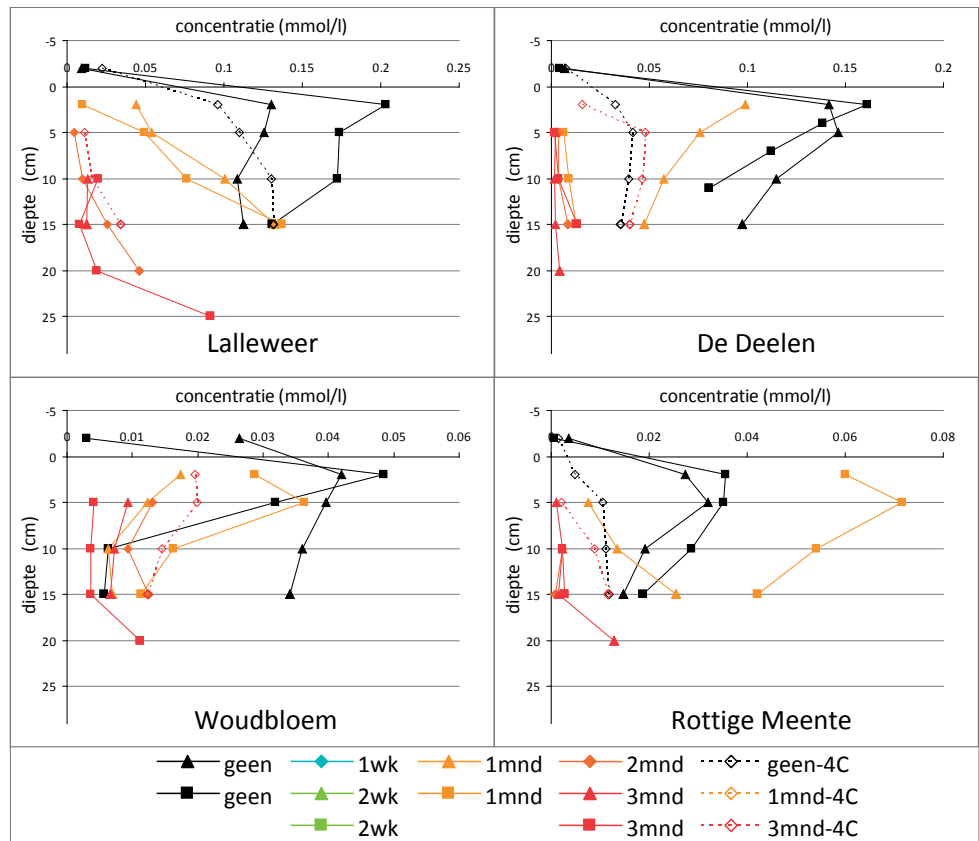 concentratie (mmol/l)
-5 0 5 10 15 20 25
0 0.05 0.1 0.15 0.2 0.25
diepte (cm)
Lalleweer
concentratie (mmol/l)
-5 0 5 10 15 20 25
0 0.05 0.1 0.15 0.2
diepte (cm)
De Deelen
concentratie (mmol/l)
-5 0 5 10 15 20 25
0 0.01 0.02 0.03 0.04 0.05 0.06
diepte (cm)
Woudbloem
concentratie (mmol/l)
-5 0 5 10 15 20 25
0 0.02 0.04 0.06 0.08
diepte (cm)
Rottige Meente
geen 1wk 1mnd 2mnd geen-4C
geen 2wk 1mnd 3mnd 1mnd-4C
2wk 3mnd 3mnd-4C